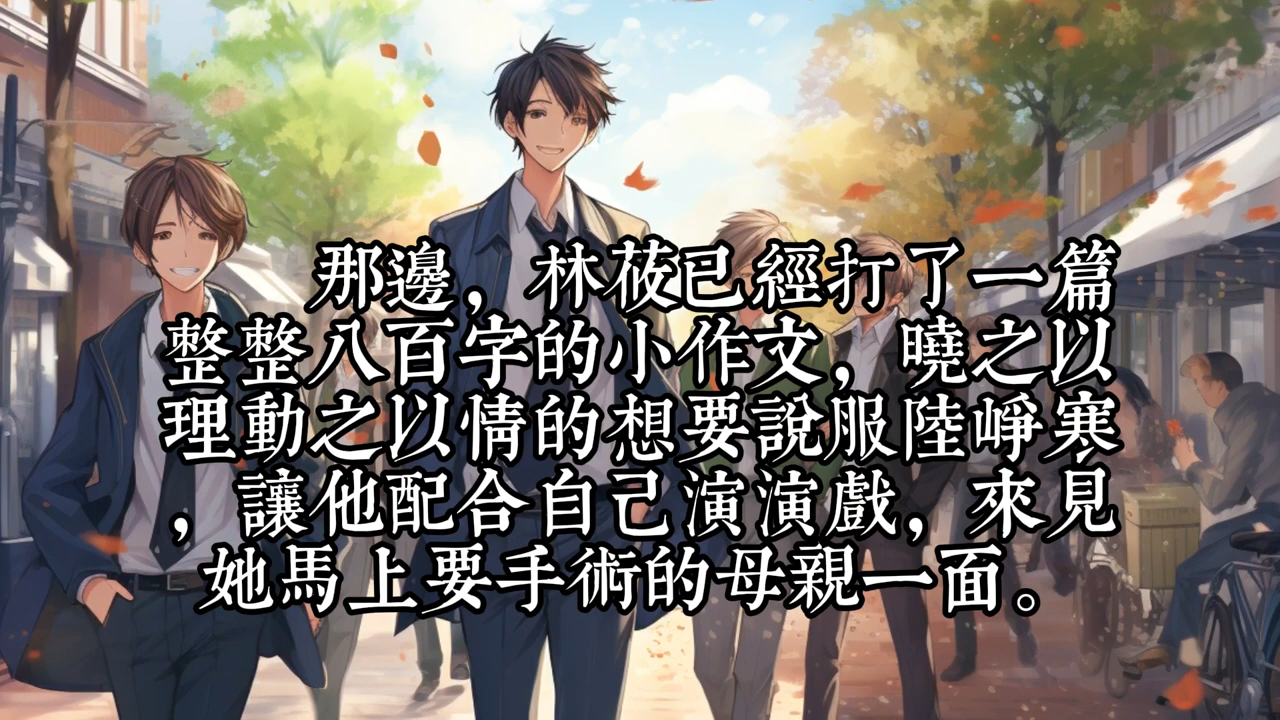 那邊，林莜已經打了一篇
整整八百字的小作文，曉之以
理動之以情的想要說服陸崢寒
，讓他配合自己演演戲，來見
她馬上要手術的母親一面。